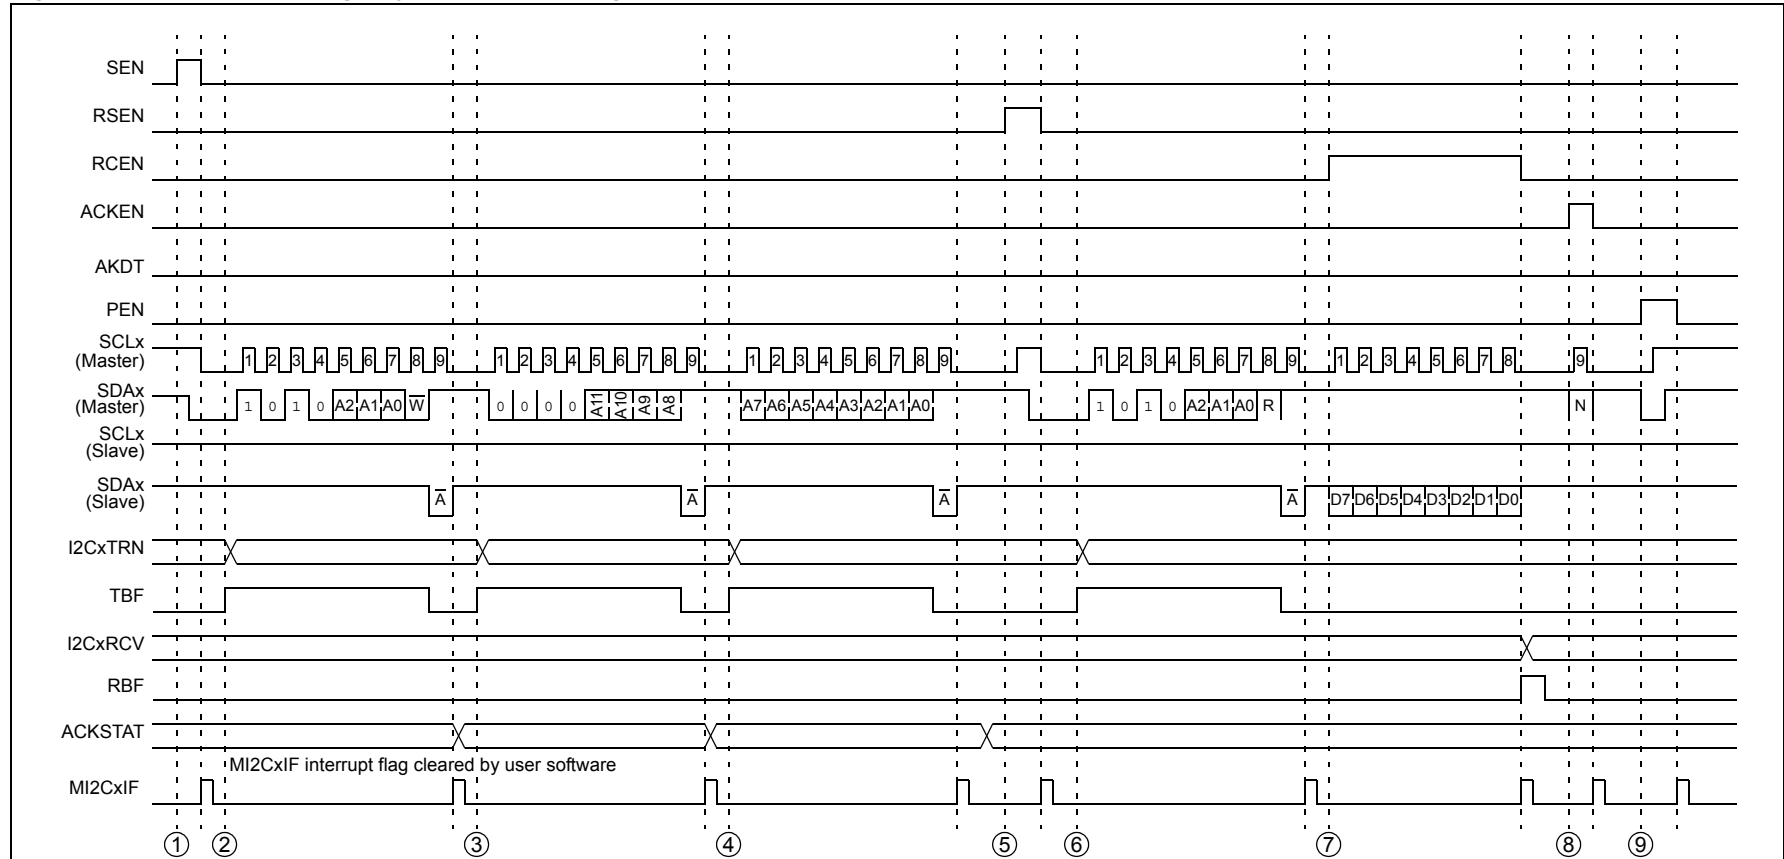 SEN
RSEN
RCEN
ACKEN
AKDT
PEN
SCLx
(Master)
1 2 3 4 5 6 7 8 9 1 2 3 4 5 6 7 8 9 1 2 3 4 5 6 7 8 9 1 2 3 4 5 6 7 8 9 1 2 3 4 5 6 7 8 9
SDAx
(Master)
1 0 1 0 A2 A1 A0 W̅ 0 0 0 0 A11 A10 A9 A8 A7 A6 A5 A4 A3 A2 A1 A0 1 0 1 0 A2 A1 A0 R N
SCLx
(Slave)
SDAx
(Slave)
A̅ A̅ A̅ A̅ D7 D6 D5 D4 D3 D2 D1 D0
I2CxTRN
TBF
I2CxRCV
RBF
ACKSTAT
MI2CxIF interrupt flag cleared by user software
MI2CxIF
① ② ③ ④ ⑤ ⑥ ⑦ ⑧ ⑨